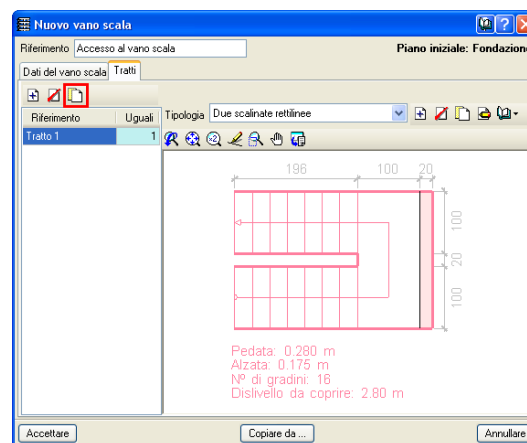 Nuovo vano scala
Riferimento Accesso al vano scala Piano iniziale: Fondazione
Dati del vano scala Tratti
Riferimento Uguali
Tratto 1 1
Tipologia Due scalinate rettilinee
196 100 20
100
20
100
Pedata: 0.280 m
Alzata: 0.175 m
Nº di gradini: 16
Dislivello da coprire: 2.80 m
Accettare Copiare da ... Annullare